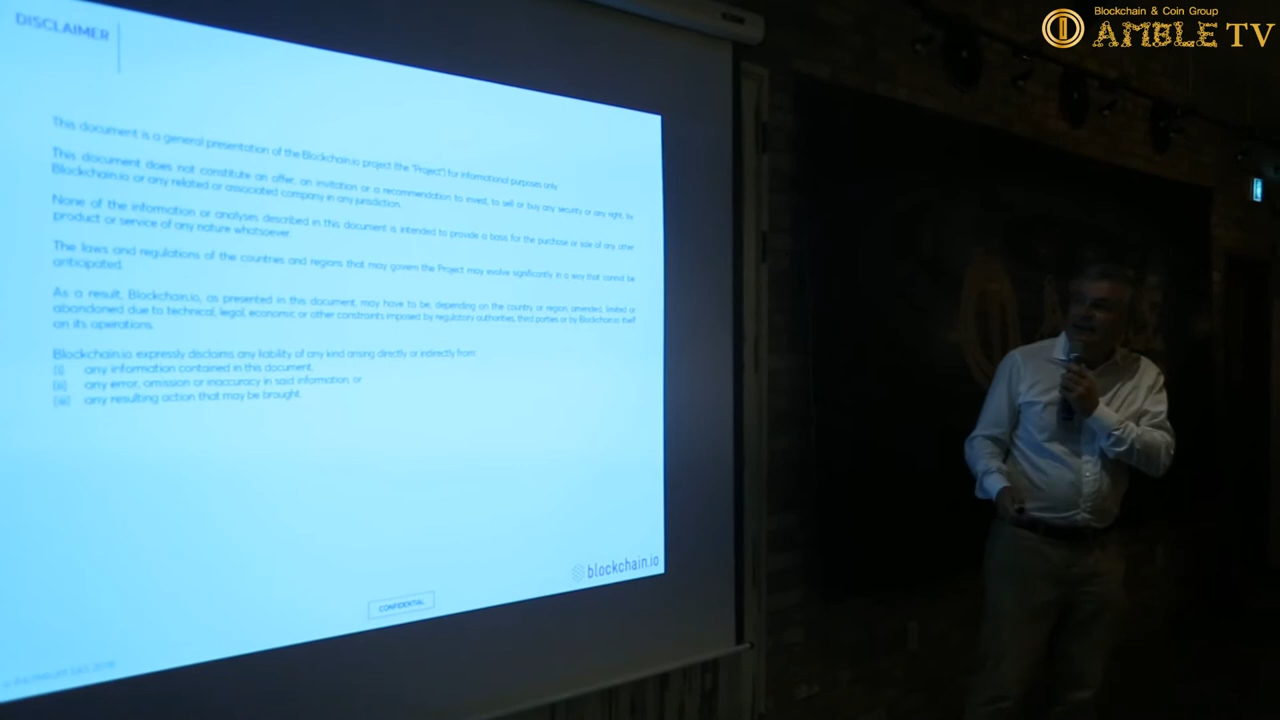 Blockchain & Coin Group
AMBLE TV
DISCLAIMER
This document is a general presentation of the Blockchain.io project (the "Project") for informational purposes only.
This document does not constitute an offer, an invitation or a recommendation to invest, to sell or buy any security or any right, by
Blockchain.io or any related or associated company in any jurisdiction.
None of the information or analyses described in this document is intended to provide a basis for the purchase or sale of any other
product or service of any nature whatsoever.
The laws and regulations of the countries and regions that may govern the Project may evolve significantly in a way that cannot be
anticipated.
As a result, Blockchain.io, as presented in this document, may have to be, depending on the country or region, amended, limited or
abandoned due to technical, legal, economic or other constraints imposed by regulatory authorities, third parties or by Blockchain.io itself
on its operations.
Blockchain.io expressly disclaims any liability of any kind arising directly or indirectly from:
(i) any information contained in this document,
(ii) any error, omission or inaccuracy in said information, or
(iii) any resulting action that may be brought.
blockchain.io
CONFIDENTIAL